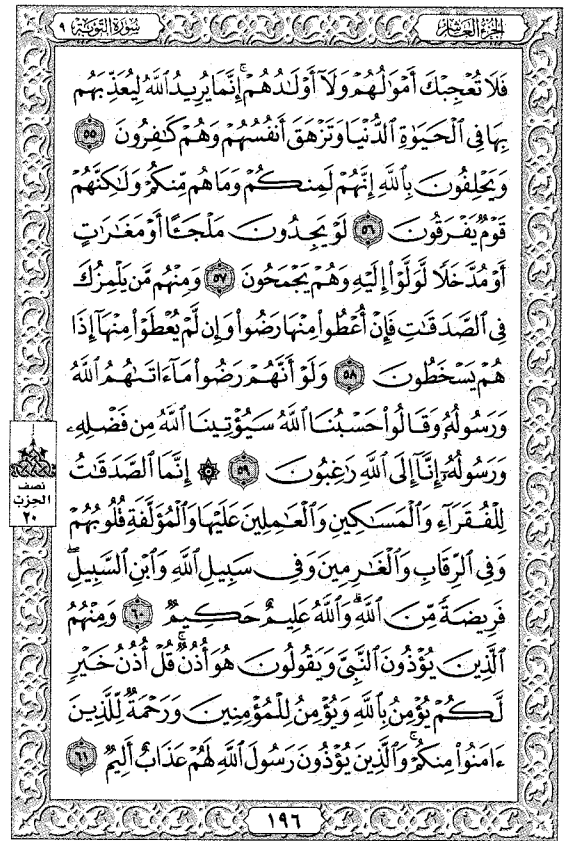 الجزء العاشر
سورة التوبة ٩
فَلَا تُعْجِبْكَ أَمْوَٰلُهُمْ وَلَآ أَوْلَٰدُهُمْ ۚ إِنَّمَا يُرِيدُ ٱللَّهُ لِيُعَذِّبَهُم
بِهَا فِى ٱلْحَيَوٰةِ ٱلدُّنْيَا وَتَزْهَقَ أَنفُسُهُمْ وَهُمْ كَٰفِرُونَ ٥٥
وَيَحْلِفُونَ بِٱللَّهِ إِنَّهُمْ لَمِنكُمْ وَمَا هُم مِّنكُمْ وَلَٰكِنَّهُمْ
قَوْمٌ يَفْرَقُونَ ٥٦ لَوْ يَجِدُونَ مَلْجَـًٔا أَوْ مَغَٰرَٰتٍ
أَوْ مُدَّخَلًا لَّوَلَّوْا۟ إِلَيْهِ وَهُمْ يَجْمَحُونَ ٥٧ وَمِنْهُم مَّن يَلْمِزُكَ
فِى ٱلصَّدَقَٰتِ فَإِنْ أُعْطُوا۟ مِنْهَا رَضُوا۟ وَإِن لَّمْ يُعْطَوْا۟ مِنْهَآ إِذَا
هُمْ يَسْخَطُونَ ٥٨ وَلَوْ أَنَّهُمْ رَضُوا۟ مَآ ءَاتَىٰهُمُ ٱللَّهُ
وَرَسُولُهُۥ وَقَالُوا۟ حَسْبُنَا ٱللَّهُ سَيُؤْتِينَا ٱللَّهُ مِن فَضْلِهِۦ
وَرَسُولُهُۥٓ إِنَّآ إِلَى ٱللَّهِ رَٰغِبُونَ ٥٩ ۞ إِنَّمَا ٱلصَّدَقَٰتُ
لِلْفُقَرَآءِ وَٱلْمَسَٰكِينِ وَٱلْعَٰمِلِينَ عَلَيْهَا وَٱلْمُؤَلَّفَةِ قُلُوبُهُمْ
وَفِى ٱلرِّقَابِ وَٱلْغَٰرِمِينَ وَفِى سَبِيلِ ٱللَّهِ وَٱبْنِ ٱلسَّبِيلِ ۖ
فَرِيضَةً مِّنَ ٱللَّهِ ۗ وَٱللَّهُ عَلِيمٌ حَكِيمٌ ٦٠ وَمِنْهُمُ
ٱلَّذِينَ يُؤْذُونَ ٱلنَّبِىَّ وَيَقُولُونَ هُوَ أُذُنٌ ۚ قُلْ أُذُنُ خَيْرٍ
لَّكُمْ يُؤْمِنُ بِٱللَّهِ وَيُؤْمِنُ لِلْمُؤْمِنِينَ وَرَحْمَةٌ لِّلَّذِينَ
ءَامَنُوا۟ مِنكُمْ ۚ وَٱلَّذِينَ يُؤْذُونَ رَسُولَ ٱللَّهِ لَهُمْ عَذَابٌ أَلِيمٌ ٦١
نصف
الحزب
٢٠
١٩٦